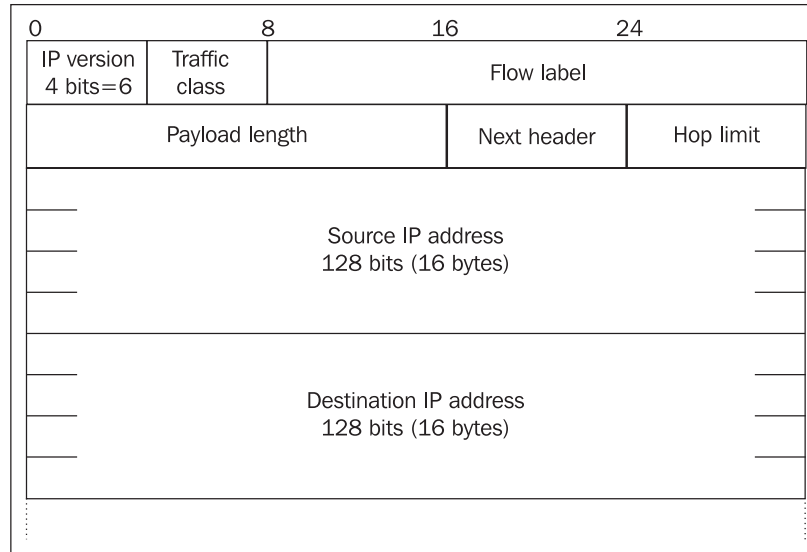 0 8 16 24
IP version
4 bits=6
Traffic
class
Flow label
Payload length
Next header
Hop limit
Source IP address
128 bits (16 bytes)
Destination IP address
128 bits (16 bytes)